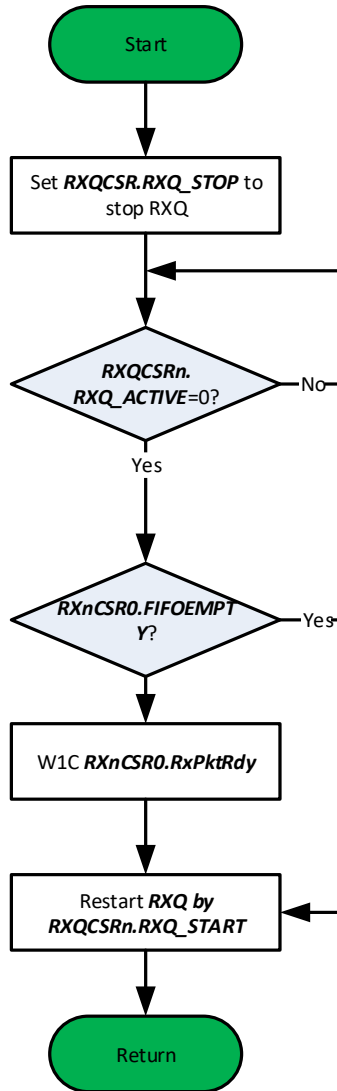 Start
Set RXQCSR.RXQ_STOP to
stop RXQ
RXQCSRn.
RXQ_ACTIVE=0?
No
Yes
RXnCSR0.FIFOEMPT
Y?
Yes
W1C RXnCSR0.RxPktRdy
Restart RXQ by
RXQCSRn.RXQ_START
Return